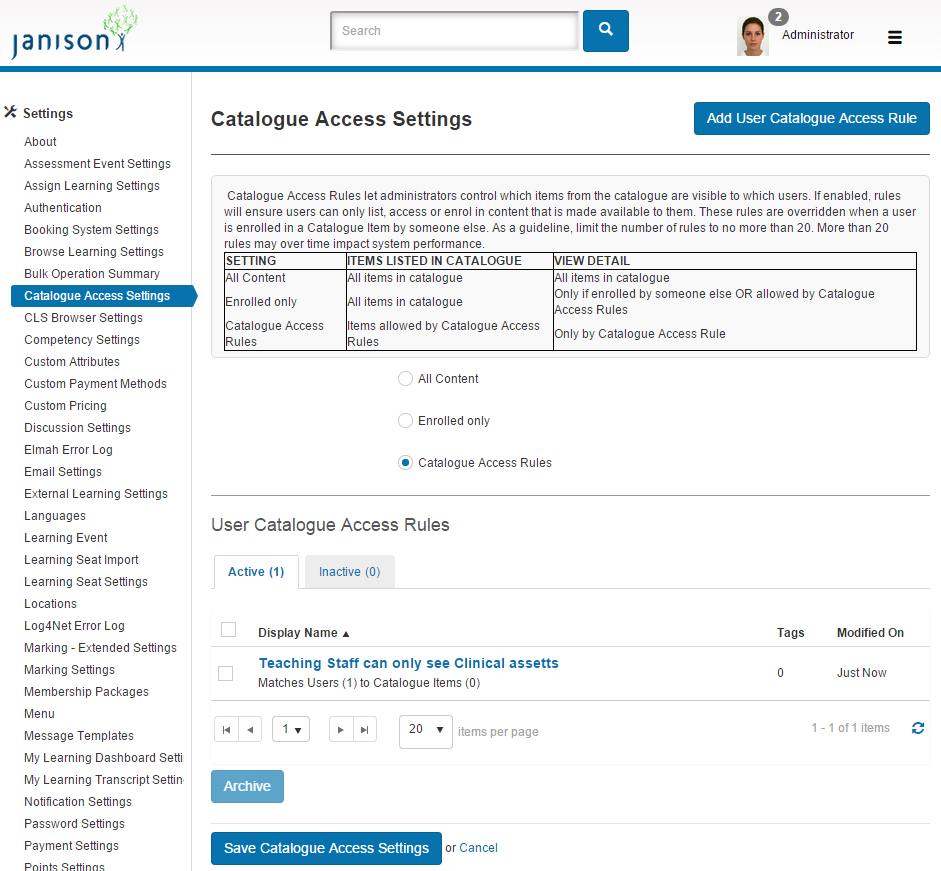 janison
Search
2
Administrator
Settings
About
Assessment Event Settings
Assign Learning Settings
Authentication
Booking System Settings
Browse Learning Settings
Bulk Operation Summary
Catalogue Access Settings
CLS Browser Settings
Competency Settings
Custom Attributes
Custom Payment Methods
Custom Pricing
Discussion Settings
Elmah Error Log
Email Settings
External Learning Settings
Languages
Learning Event
Learning Seat Import
Learning Seat Settings
Locations
Log4Net Error Log
Marking - Extended Settings
Marking Settings
Membership Packages
Menu
Message Templates
My Learning Dashboard Setti
My Learning Transcript Settin
Notification Settings
Password Settings
Payment Settings
Points Settings
Catalogue Access Settings
Add User Catalogue Access Rule
Catalogue Access Rules let administrators control which items from the catalogue are visible to which users. If enabled, rules
will ensure users can only list, access or enrol in content that is made available to them. These rules are overridden when a user
is enrolled in a Catalogue Item by someone else. As a guideline, limit the number of rules to no more than 20. More than 20
rules may over time impact system performance.
SETTING ITEMS LISTED IN CATALOGUE VIEW DETAIL
All Content All items in catalogue All items in catalogue
Enrolled only All items in catalogue Only if enrolled by someone else OR allowed by Catalogue
Access Rules
Catalogue Access Items allowed by Catalogue Access Only by Catalogue Access Rule
Rules Rules
All Content
Enrolled only
Catalogue Access Rules
User Catalogue Access Rules
Active (1) Inactive (0)
Display Name ▲ Tags Modified On
Teaching Staff can only see Clinical assetts 0 Just Now
Matches Users (1) to Catalogue Items (0)
1 20 items per page 1 - 1 of 1 items
Archive
Save Catalogue Access Settings or Cancel